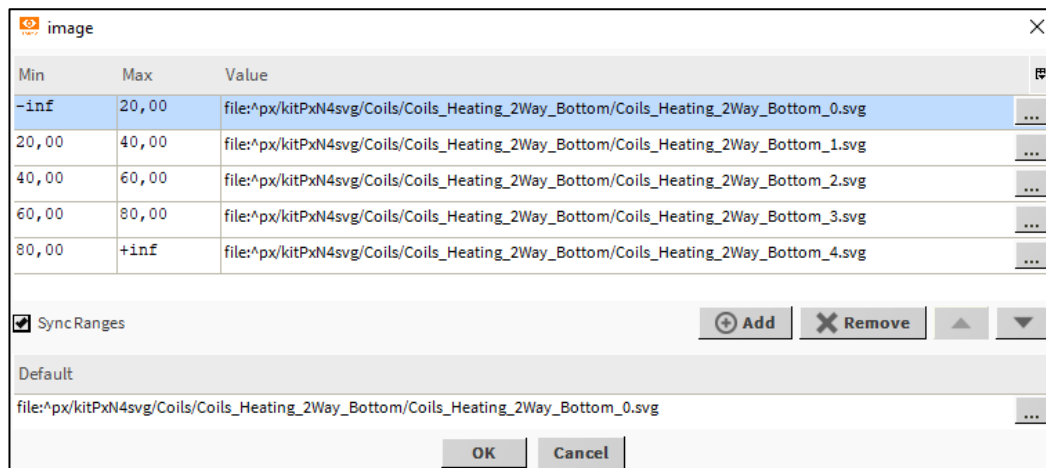 image
Min Max Value
-inf 20,00 file:^px/kitPxN4svg/Coils/Coils_Heating_2Way_Bottom/Coils_Heating_2Way_Bottom_0.svg ...
20,00 40,00 file:^px/kitPxN4svg/Coils/Coils_Heating_2Way_Bottom/Coils_Heating_2Way_Bottom_1.svg ...
40,00 60,00 file:^px/kitPxN4svg/Coils/Coils_Heating_2Way_Bottom/Coils_Heating_2Way_Bottom_2.svg ...
60,00 80,00 file:^px/kitPxN4svg/Coils/Coils_Heating_2Way_Bottom/Coils_Heating_2Way_Bottom_3.svg ...
80,00 +inf file:^px/kitPxN4svg/Coils/Coils_Heating_2Way_Bottom/Coils_Heating_2Way_Bottom_4.svg ...
Sync Ranges Add Remove
Default
file:^px/kitPxN4svg/Coils/Coils_Heating_2Way_Bottom/Coils_Heating_2Way_Bottom_0.svg ...
OK Cancel